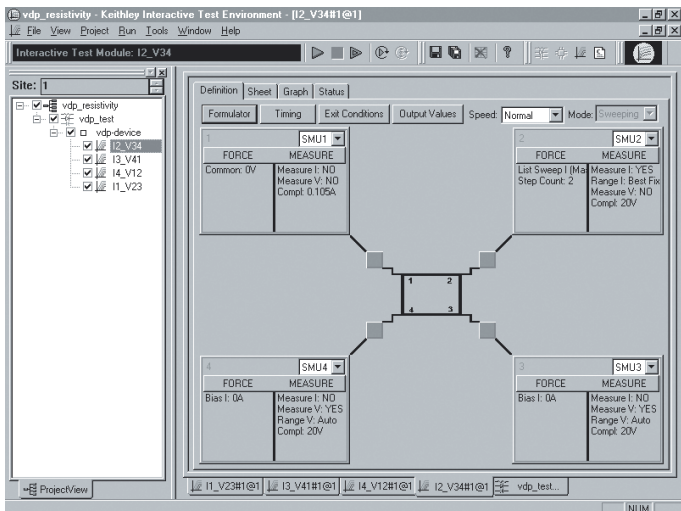 vdp_resistivity - Keithley Interactive Test Environment - [I2_V34#1@1]
File View Project Run Tools Window Help
Interactive Test Module: I2_V34
Site: 1
vdp_resistivity
vdp_test
vdp-device
I2_V34
I3_V41
I4_V12
I1_V23
ProjectView
Definition Sheet Graph Status
Formulator Timing Exit Conditions Output Values Speed: Normal Mode: Sweeping
1 SMU1
FORCE MEASURE
Common: 0V Measure I: NO
Measure V: NO
Compl: 0.105A
2 SMU2
FORCE MEASURE
List Sweep I (Ma Measure I: YES
Step Count: 2 Range I: Best Fix
Measure V: NO
Compl: 20V
1 2
4 3
4 SMU4
FORCE MEASURE
Bias I: 0A Measure I: NO
Measure V: YES
Range V: Auto
Compl: 20V
3 SMU3
FORCE MEASURE
Bias I: 0A Measure I: NO
Measure V: YES
Range V: Auto
Compl: 20V
I1_V23#1@1 I3_V41#1@1 I4_V12#1@1 I2_V34#1@1 vdp_test...
NUM